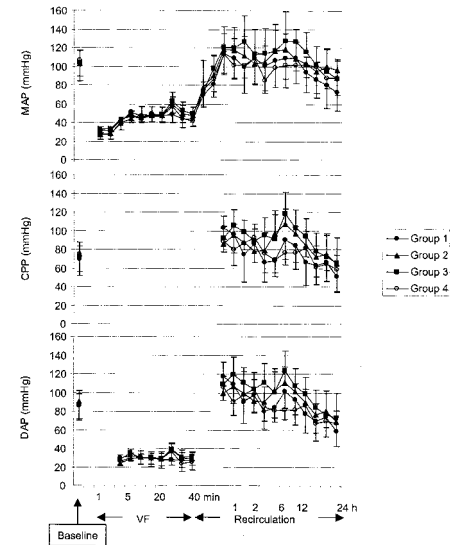 160
140
120
100
80
60
40
20
0
MAP (mmHg)
160
140
120
100
80
60
40
20
0
CPP (mmHg)
Group 1
Group 2
Group 3
Group 4
160
140
120
100
80
60
40
20
0
DAP (mmHg)
1 5 20 40 min 1 2 6 12 24 h
VF Recirculation
Baseline